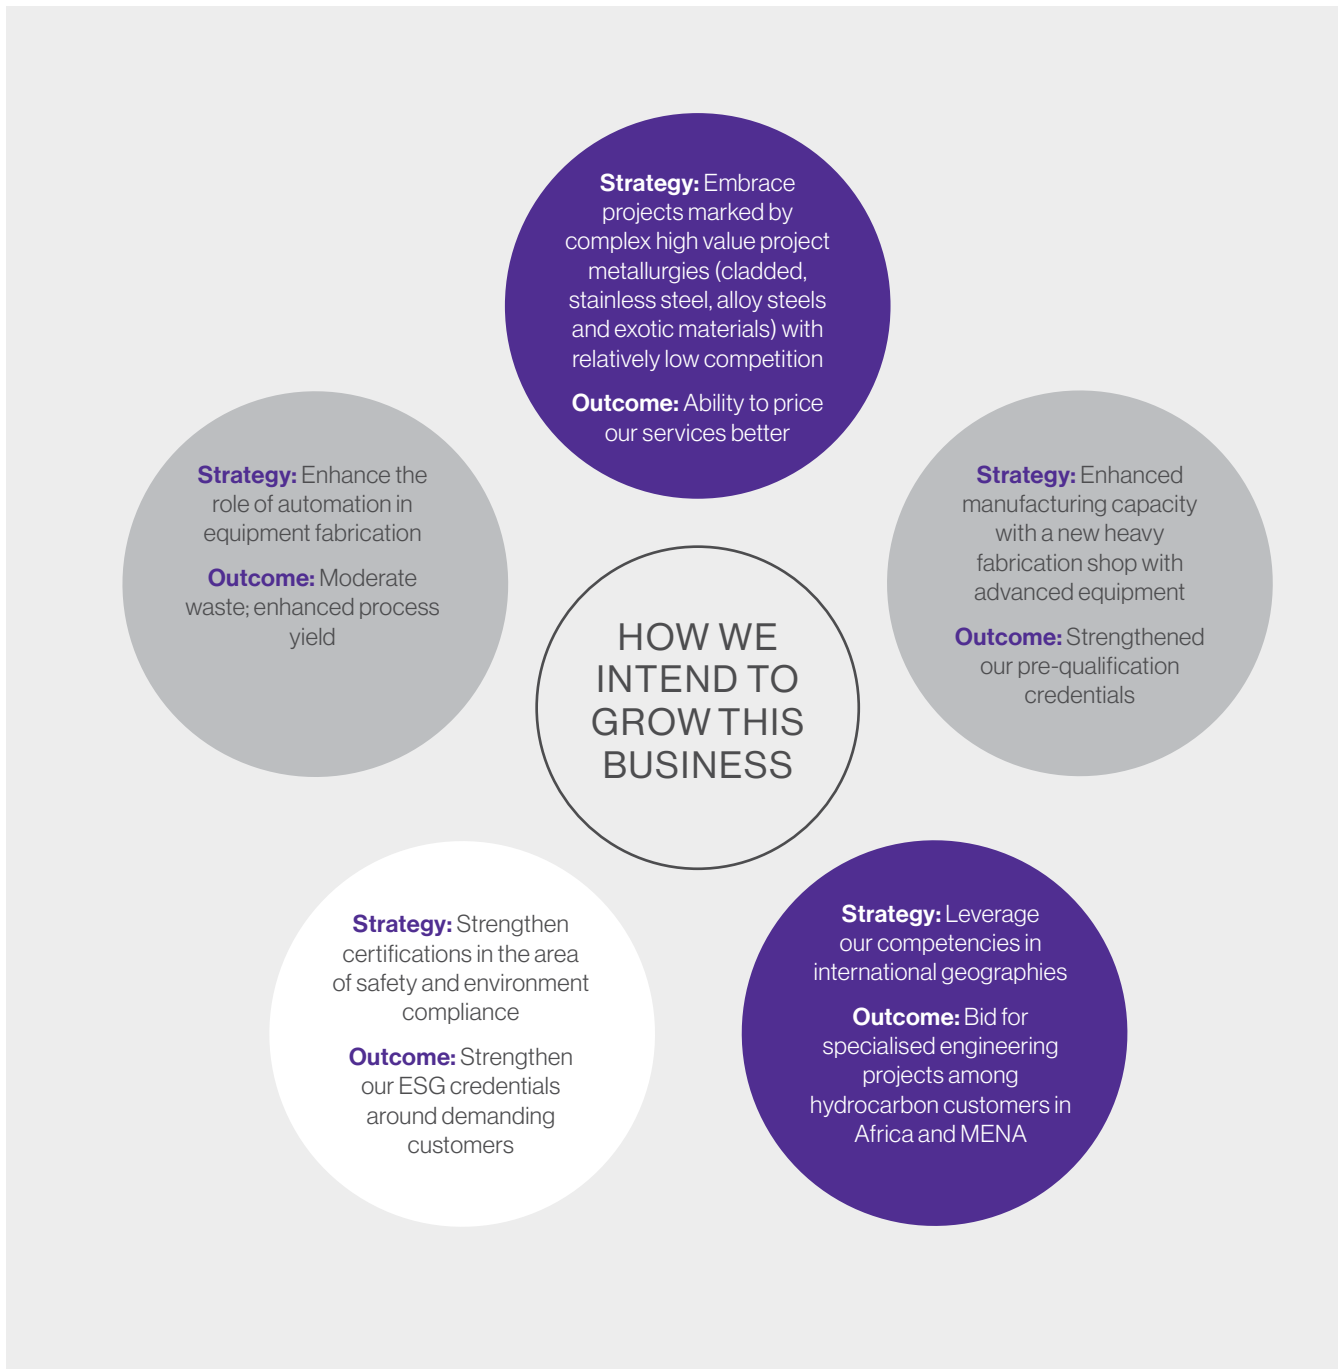 Strategy: Embrace
projects marked by
complex high value project
metallurgies (cladded,
stainless steel, alloy steels
and exotic materials) with
relatively low competition
Outcome: Ability to price
our services better
Strategy: Enhance the
role of automation in
equipment fabrication
Outcome: Moderate
waste; enhanced process
yield
Strategy: Enhanced
manufacturing capacity
with a new heavy
fabrication shop with
advanced equipment
Outcome: Strengthened
our pre-qualification
credentials
HOW WE
INTEND TO
GROW THIS
BUSINESS
Strategy: Strengthen
certifications in the area
of safety and environment
compliance
Outcome: Strengthen
our ESG credentials
around demanding
customers
Strategy: Leverage
our competencies in
international geographies
Outcome: Bid for
specialised engineering
projects among
hydrocarbon customers in
Africa and MENA